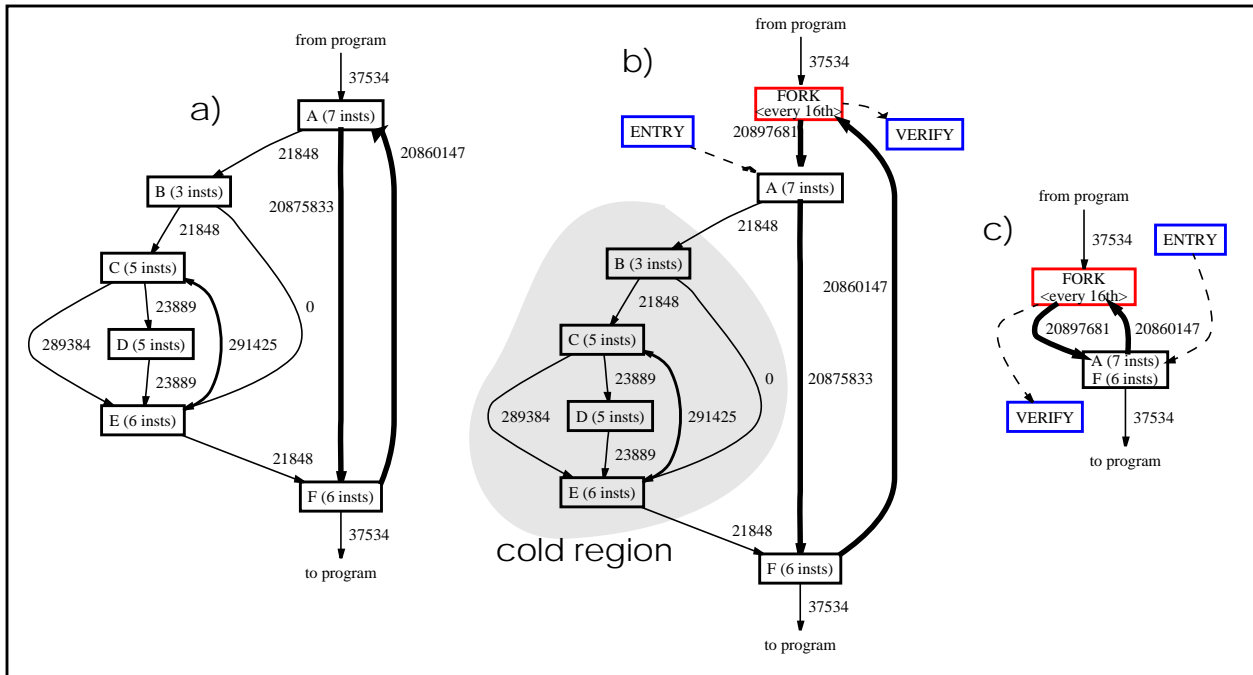 a)
from program
37534
A (7 insts)
21848
20860147
B (3 insts)
20875833
21848
C (5 insts)
23889
0
289384
D (5 insts)
291425
23889
E (6 insts)
21848
F (6 insts)
37534
to program
b)
from program
37534
FORK
<every 16th>
ENTRY
20897681
VERIFY
A (7 insts)
21848
B (3 insts)
21848
20860147
C (5 insts)
23889
0
20875833
289384
D (5 insts)
291425
23889
E (6 insts)
21848
cold region
F (6 insts)
37534
to program
c)
from program
37534
ENTRY
FORK
<every 16th>
20897681
20860147
A (7 insts)
F (6 insts)
VERIFY
37534
to program